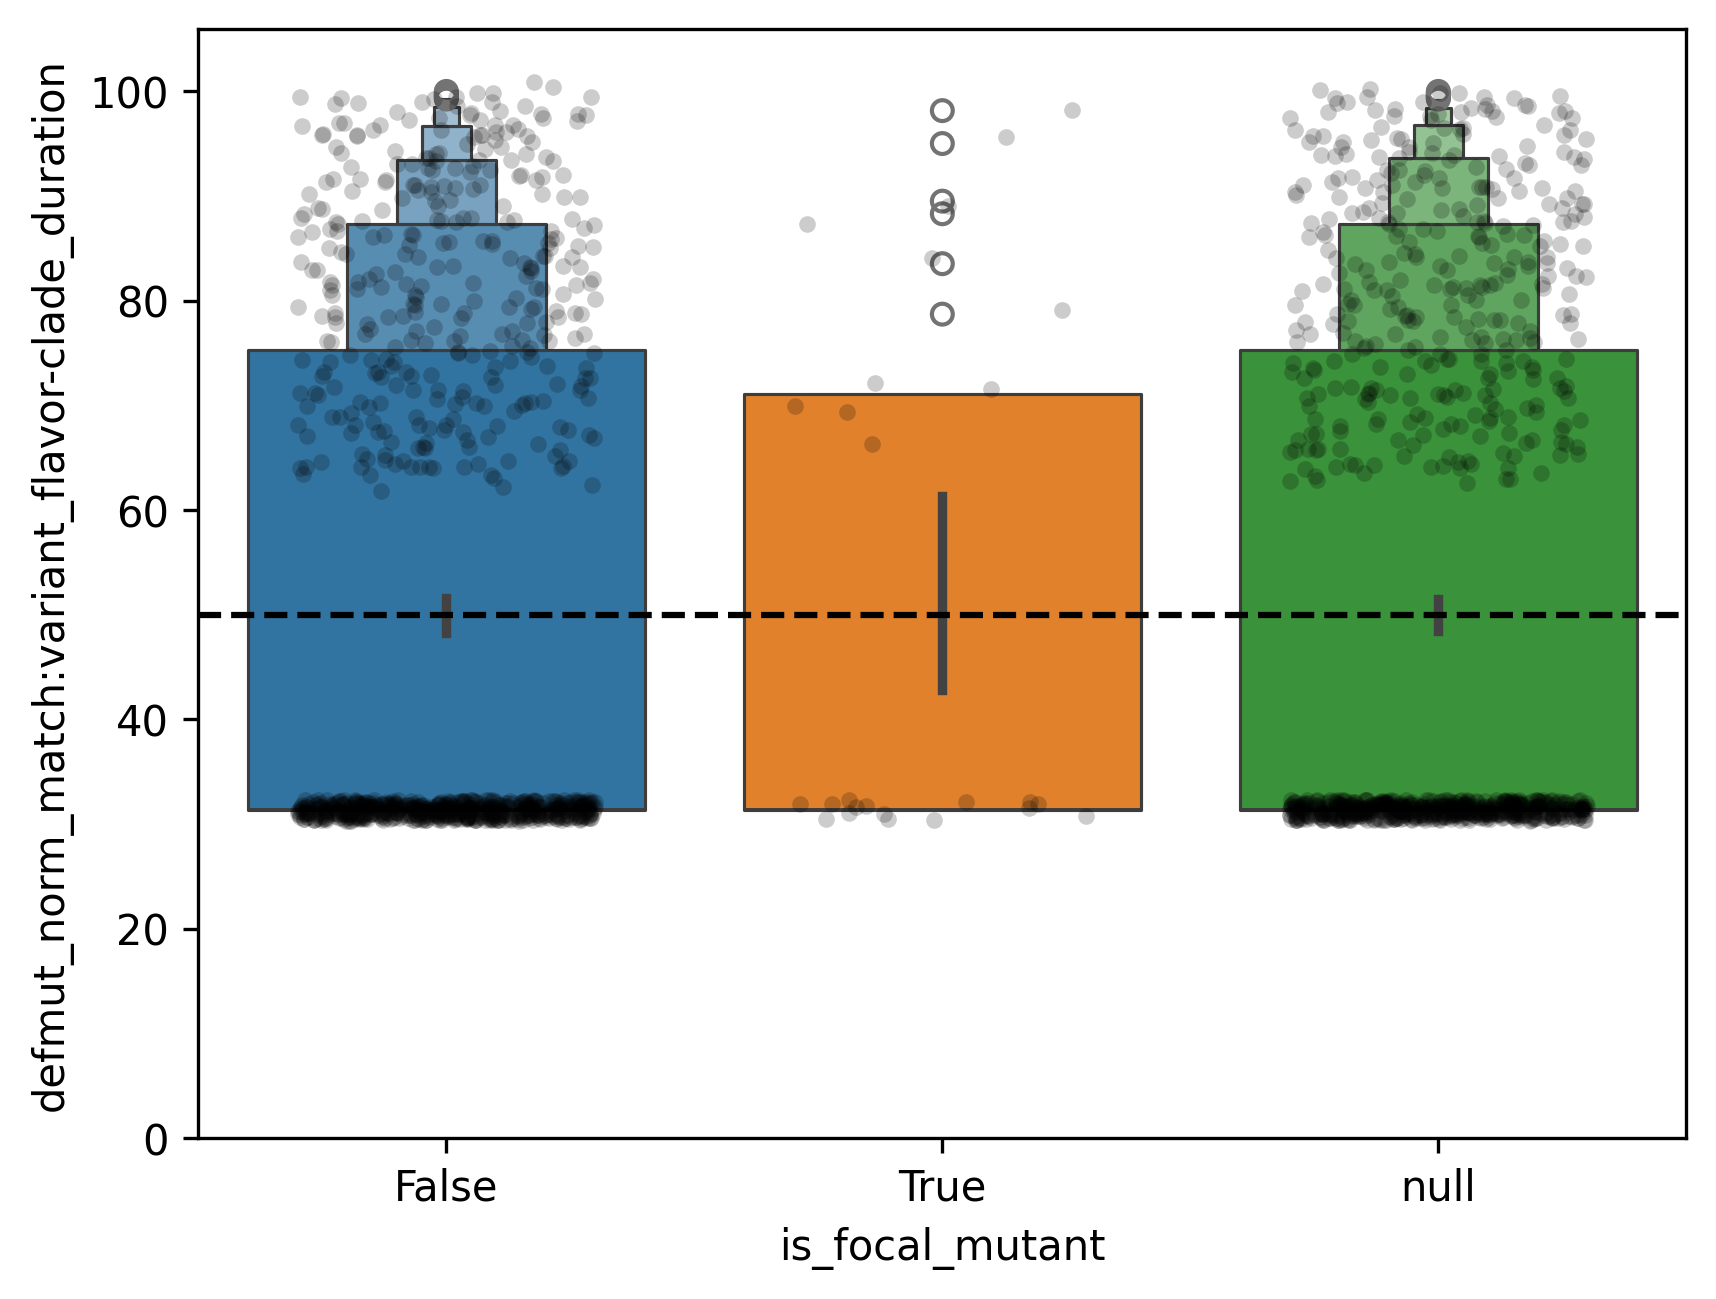 defmut_norm_match:variant_flavor-clade_duration
100
80
60
40
20
0
False True null
is_focal_mutant